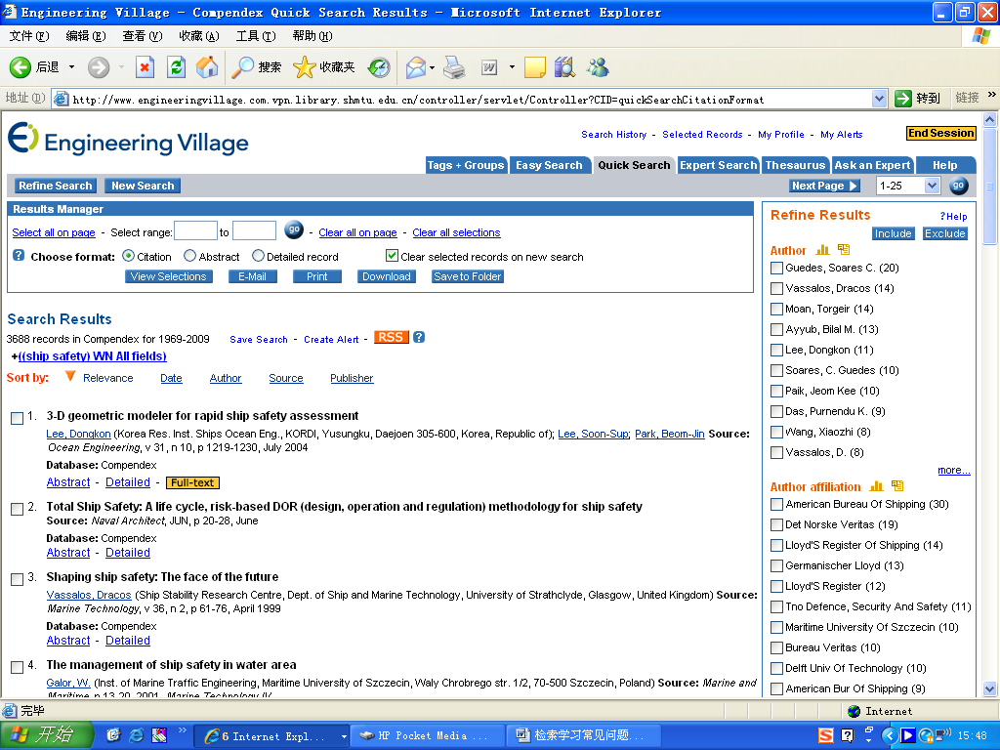 Engineering Village - Compendex Quick Search Results - Microsoft Internet Explorer
文件(F) 编辑(E) 查看(V) 收藏(A) 工具(T) 帮助(H)
后退 搜索 收藏夹
地址(D) http://www.engineeringvillage.com.vpn.library.shmtu.edu.cn/controller/servlet/Controller?CID=quickSearchCitationFormat 转到 链接 »
Engineering Village
Search History - Selected Records - My Profile - My Alerts End Session
Tags + Groups Easy Search Quick Search Expert Search Thesaurus Ask an Expert Help
Refine Search New Search Next Page 1-25 go
Results Manager
Select all on page - Select range: to go - Clear all on page - Clear all selections
? Choose format: Citation Abstract Detailed record Clear selected records on new search
View Selections E-Mail Print Download Save to Folder
Search Results
3688 records in Compendex for 1969-2009 Save Search - Create Alert - RSS ?
+((ship safety) WN All fields)
Sort by: Relevance Date Author Source Publisher
1. 3-D geometric modeler for rapid ship safety assessment
Lee, Dongkon (Korea Res. Inst. Ships Ocean Eng., KORDI, Yusungku, Daejoen 305-600, Korea, Republic of); Lee, Soon-Sup; Park, Beom-Jin Source:
Ocean Engineering, v 31, n 10, p 1219-1230, July 2004
Database: Compendex
Abstract - Detailed - Full-text
2. Total Ship Safety: A life cycle, risk-based DOR (design, operation and regulation) methodology for ship safety
Source: Naval Architect, JUN, p 20-28, June
Database: Compendex
Abstract - Detailed
3. Shaping ship safety: The face of the future
Vassalos, Dracos (Ship Stability Research Centre, Dept. of Ship and Marine Technology, University of Strathclyde, Glasgow, United Kingdom) Source:
Marine Technology, v 36, n 2, p 61-76, April 1999
Database: Compendex
Abstract - Detailed
4. The management of ship safety in water area
Galor, W. (Inst. of Marine Traffic Engineering, Maritime University of Szczecin, Waly Chrobrego str. 1/2, 70-500 Szczecin, Poland) Source: Marine and
Maritime, p 13-20, 2001, Marine Technology IV
Refine Results ?Help
Include Exclude
Author
Guedes, Soares C. (20)
Vassalos, Dracos (14)
Moan, Torgeir (14)
Ayyub, Bilal M. (13)
Lee, Dongkon (11)
Soares, C. Guedes (10)
Paik, Jeom Kee (10)
Das, Purnendu K. (9)
Wang, Xiaozhi (8)
Vassalos, D. (8)
more...
Author affiliation
American Bureau Of Shipping (30)
Det Norske Veritas (19)
Lloyd'S Register Of Shipping (14)
Germanischer Lloyd (13)
Lloyd'S Register (12)
Tno Defence, Security And Safety (11)
Maritime University Of Szczecin (10)
Bureau Veritas (10)
Delft Univ Of Technology (10)
American Bur Of Shipping (9)
完毕 Internet
开始 » 6 Internet Expl... HP Pocket Media ... 检索学习常见问题... 15:48